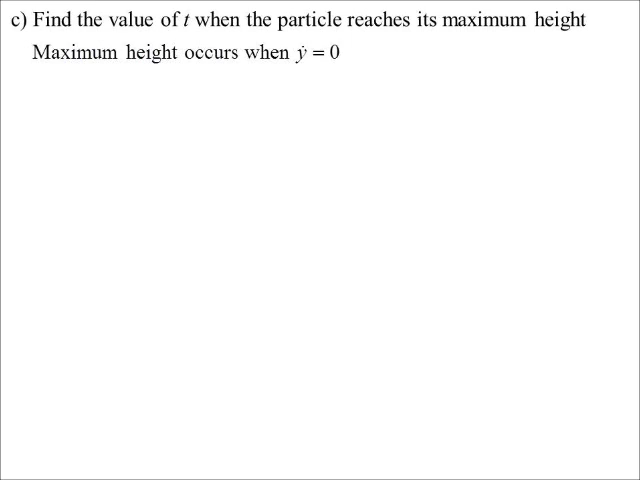 c) Find the value of t when the particle reaches its maximum height
Maximum height occurs when ẏ = 0